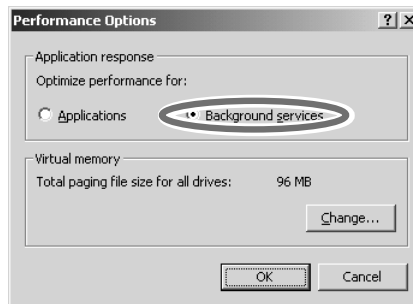 Performance Options
Application response
Optimize performance for:
Applications
Background services
Virtual memory
Total paging file size for all drives: 96 MB
Change...
OK
Cancel